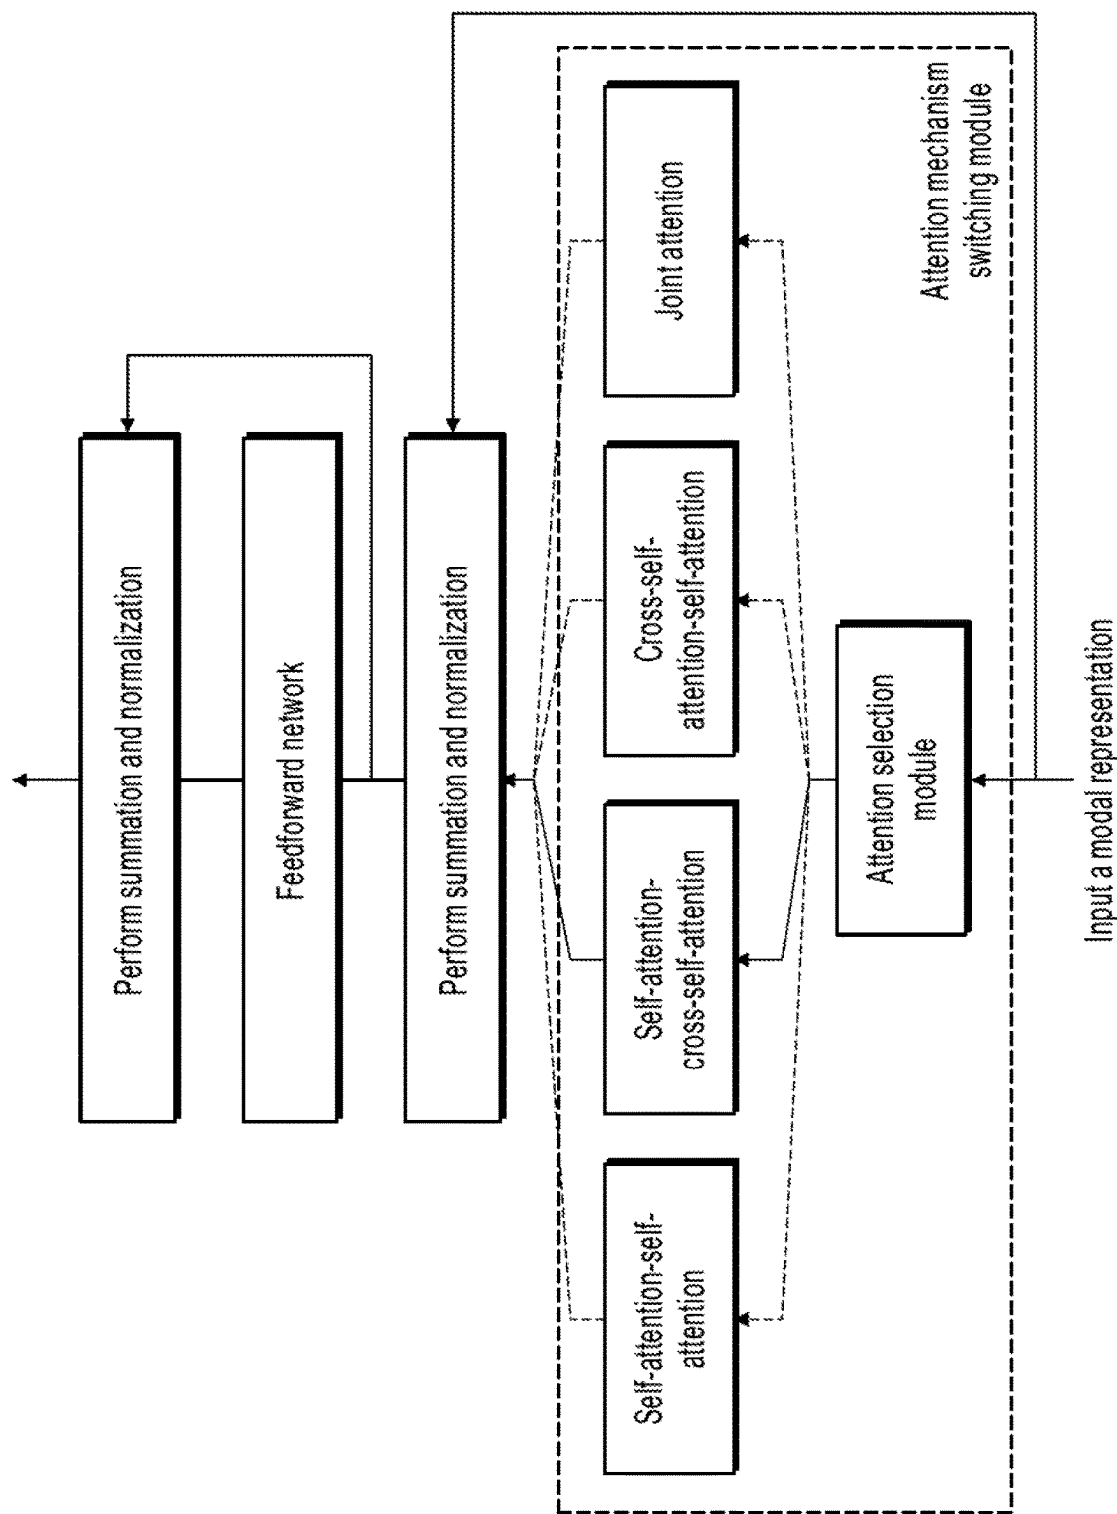 Perform summation and normalization
Feedforward network
Perform summation and normalization
Self-attention-self-
attention
Self-attention-
cross-self-attention
Cross-self-
attention-self-attention
Joint attention
Attention selection
module
Attention mechanism
switching module
Input a modal representation